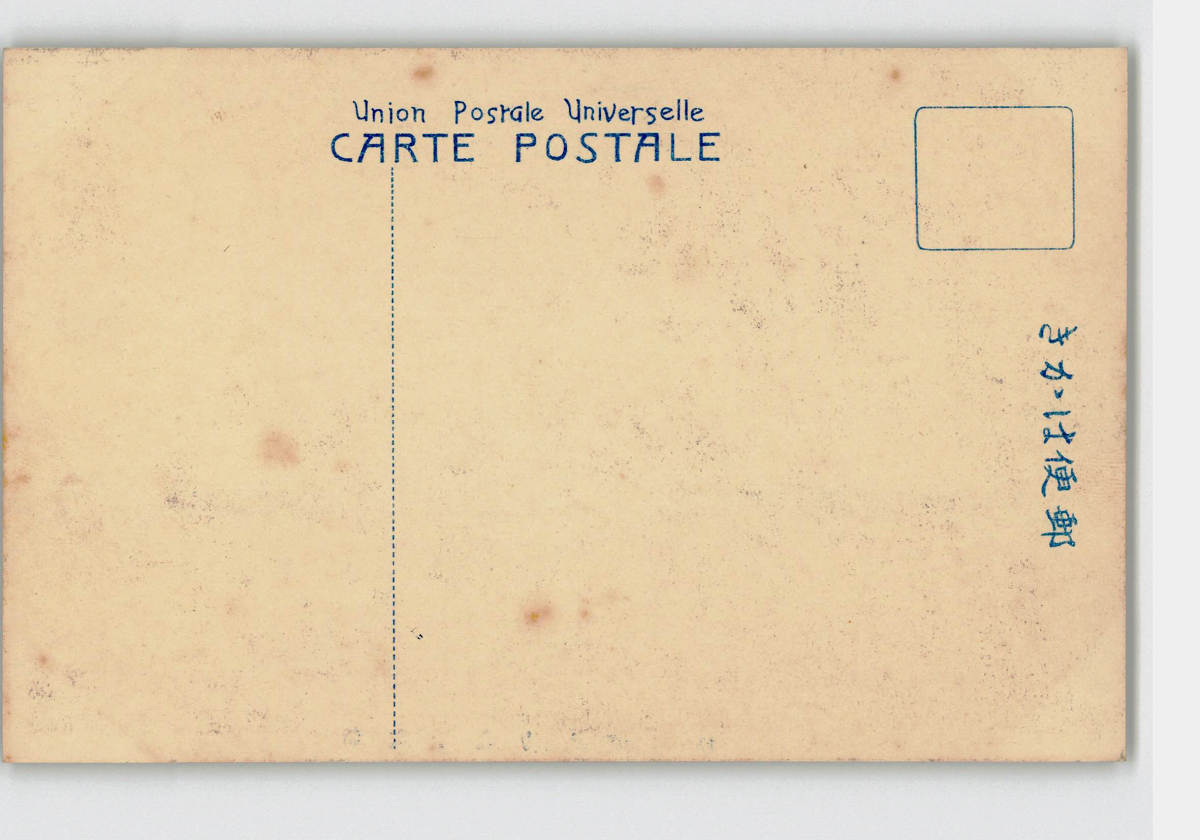 Union Postale Universelle
CARTE POSTALE
郵便はがき